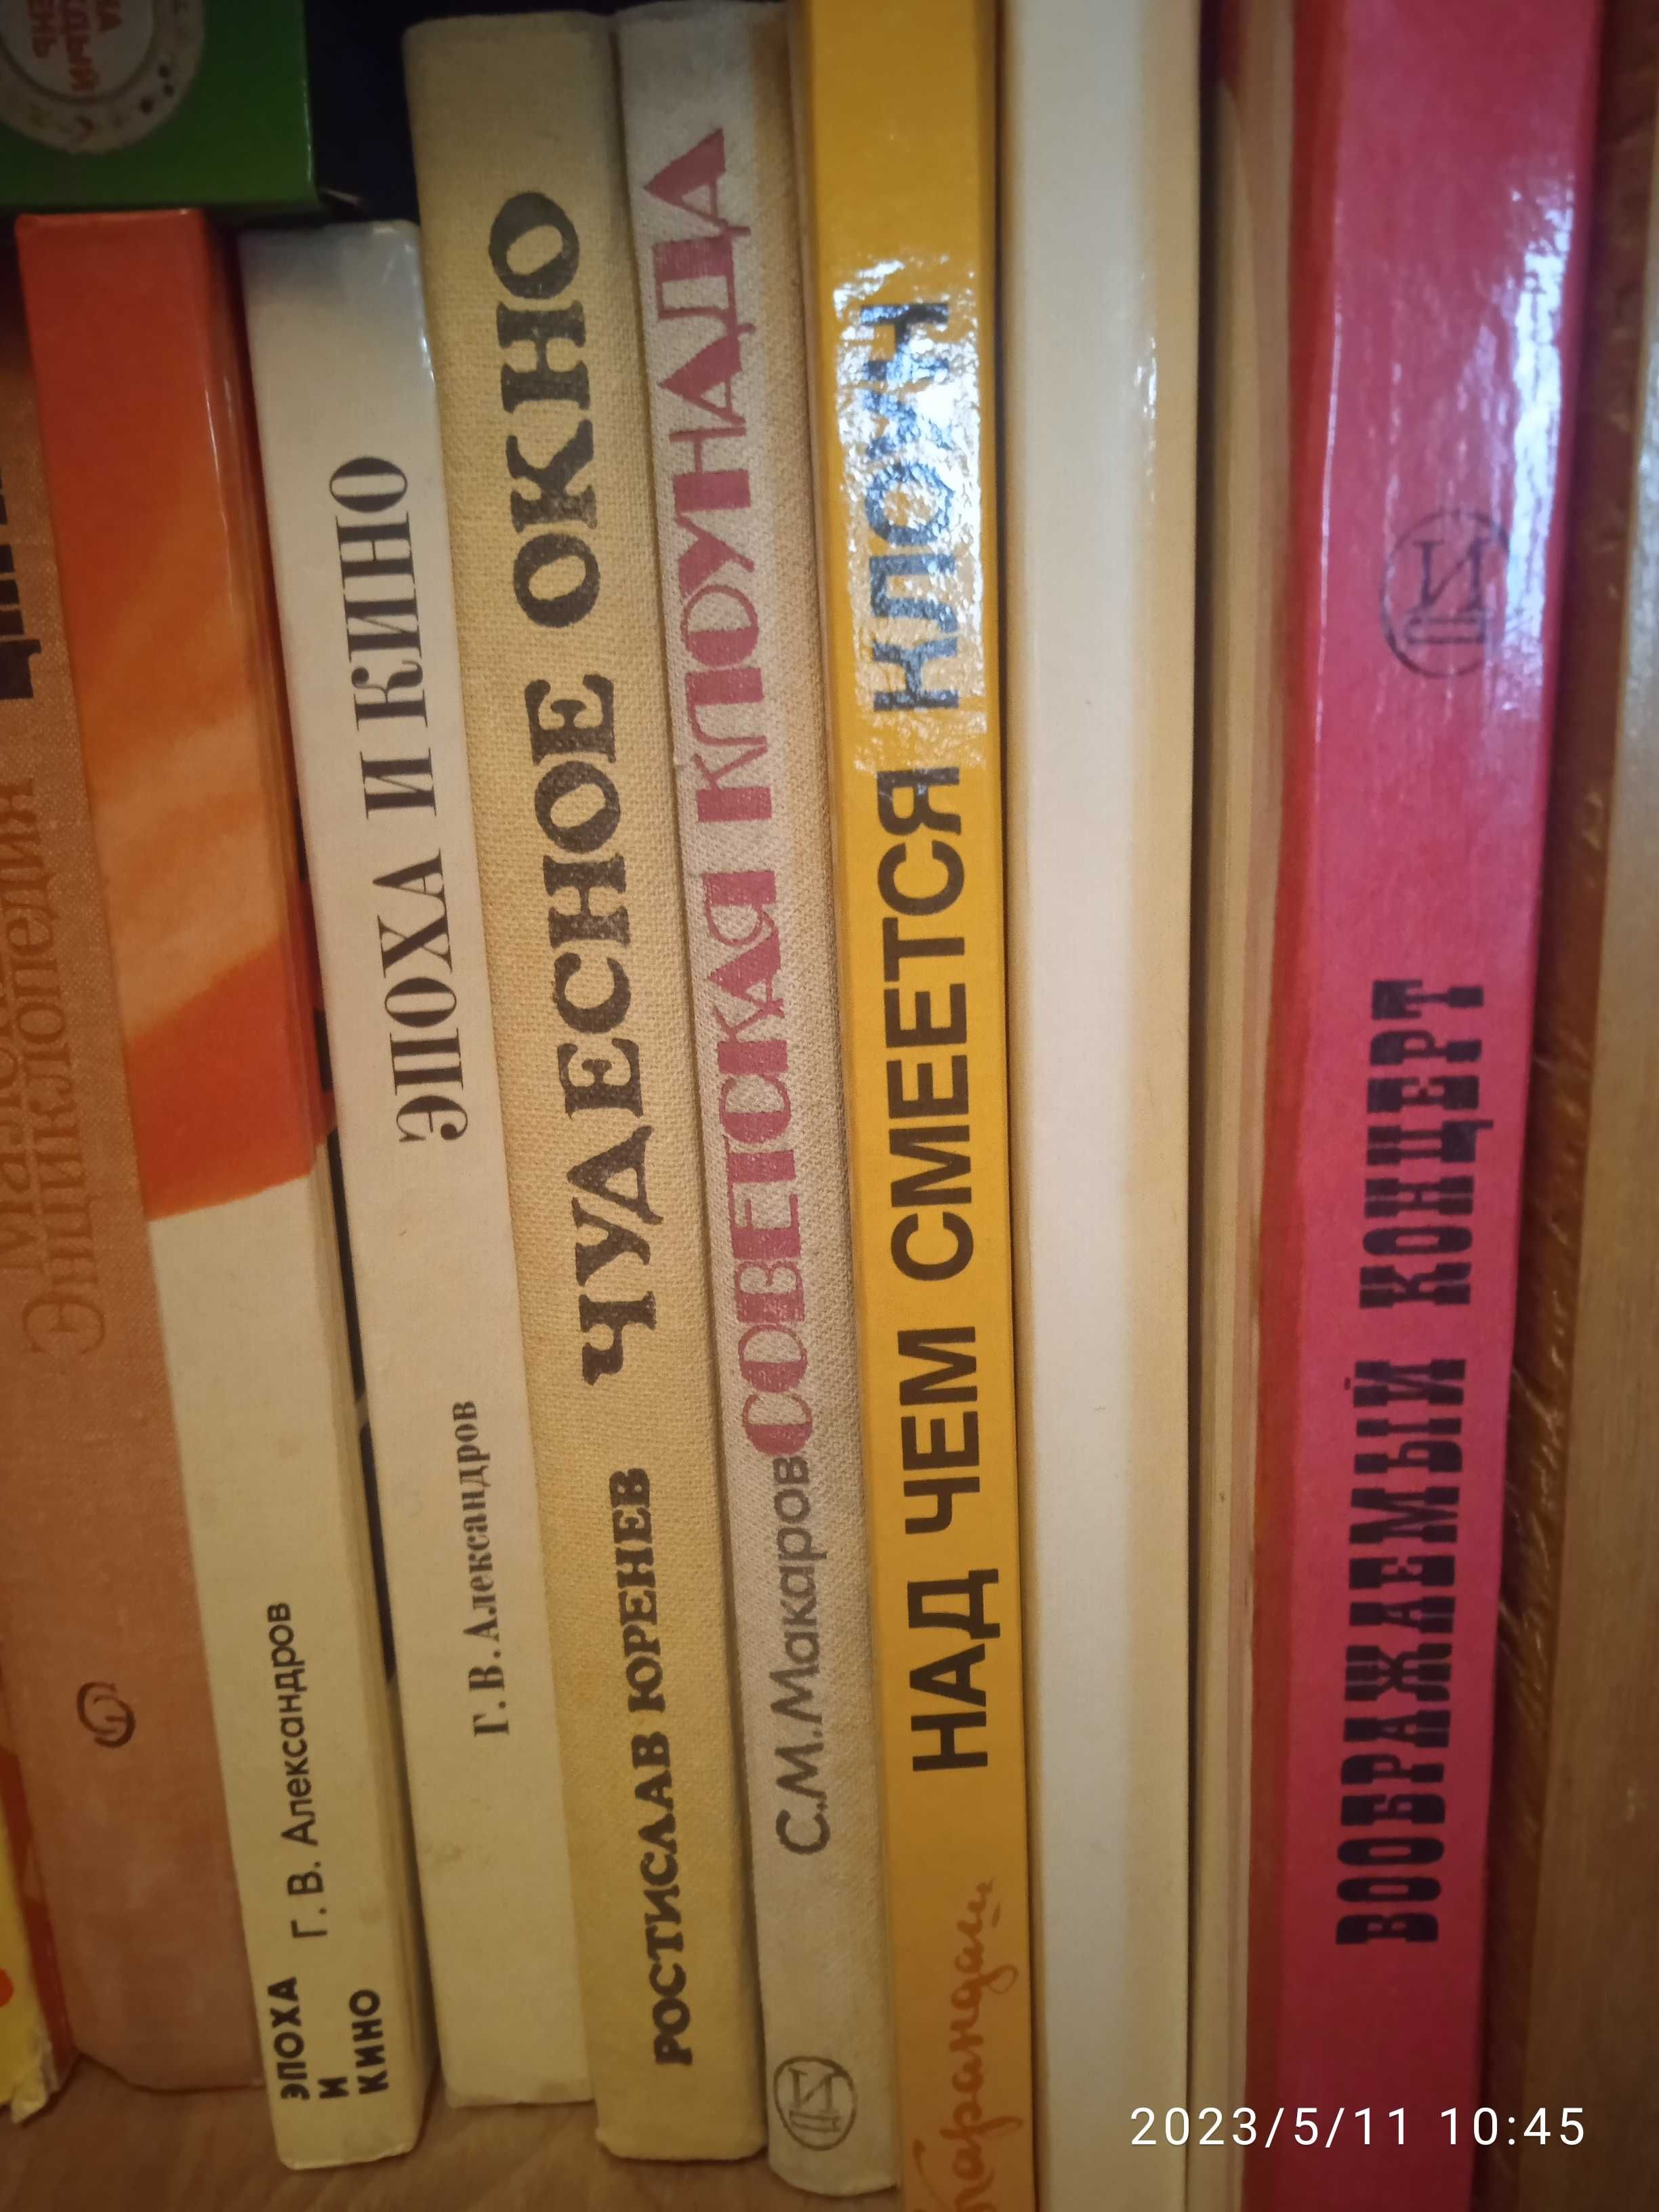 Энциклопедия
Г. В. Александров
ЭПОХА
И
КИНО
Г. В. Александров
ЭПОХА И КИНО
РОСТИСЛАВ ЮРЕНЕВ
ЧУДЕСНОЕ ОКНО
С.М.Макаров
СОВЕТСКАЯ КЛОУНАДА
Карандаш
НАД ЧЕМ СМЕЕТСЯ КЛОУН
ВООБРАЖАЕМЫЙ КОНЦЕРТ
2023/5/11 10:45